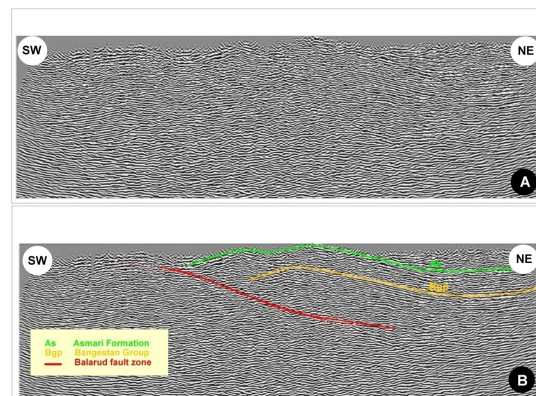 SW
NE
A
SW
NE
As
Bgp
As Asmari Formation
Bgp Bangestan Group
Balarud fault zone
B